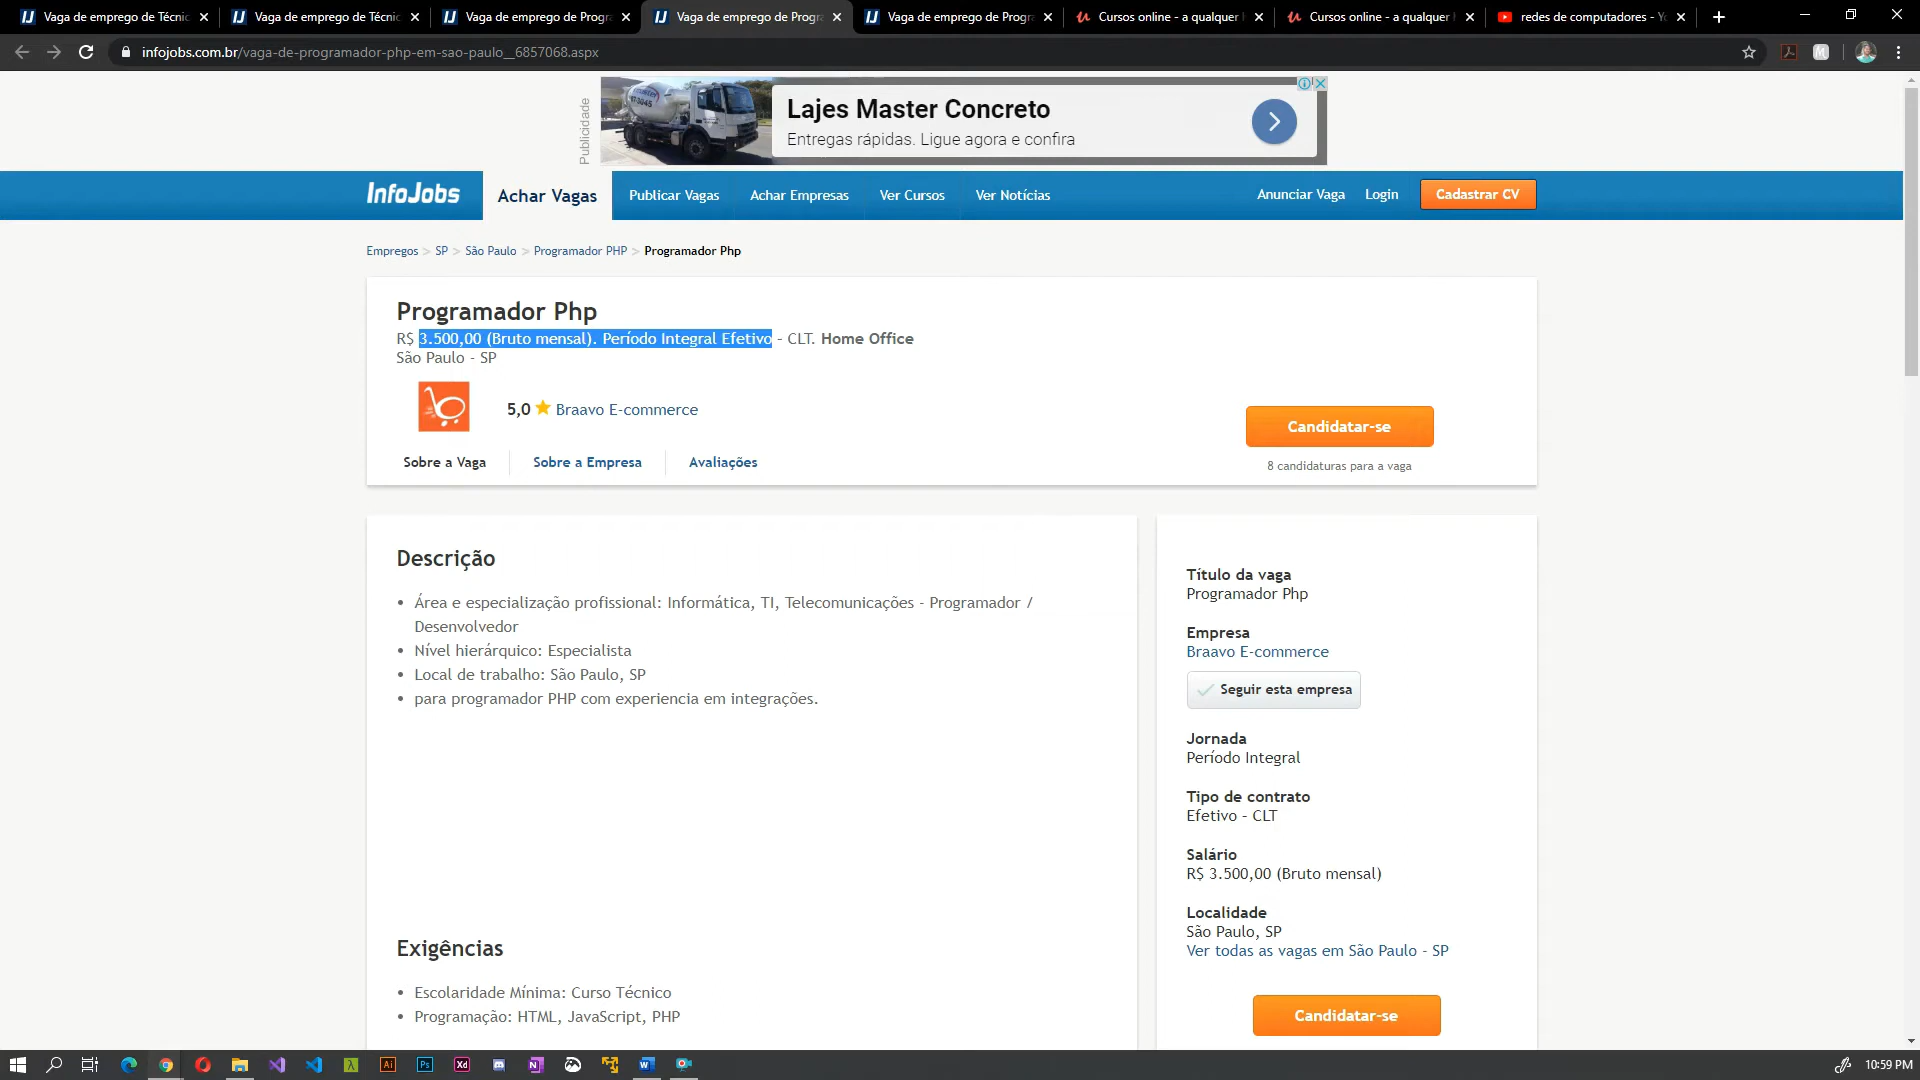 Vaga de emprego de Técnic
Vaga de emprego de Técnic
Vaga de emprego de Progra
Vaga de emprego de Progra
Vaga de emprego de Progra
Cursos online - a qualquer
Cursos online - a qualquer
redes de computadores - Yo
infojobs.com.br/vaga-de-programador-php-em-sao-paulo__6857068.aspx
Publicidade
Lajes Master Concreto
Entregas rápidas. Ligue agora e confira
InfoJobs
Achar Vagas
Publicar Vagas
Achar Empresas
Ver Cursos
Ver Notícias
Anunciar Vaga
Login
Cadastrar CV
Empregos > SP > São Paulo > Programador PHP > Programador Php
Programador Php
R$ 3.500,00 (Bruto mensal). Período Integral Efetivo - CLT. Home Office
São Paulo - SP
5,0 Braavo E-commerce
Candidatar-se
8 candidaturas para a vaga
Sobre a Vaga
Sobre a Empresa
Avaliações
Descrição
• Área e especialização profissional: Informática, TI, Telecomunicações - Programador /
Desenvolvedor
• Nível hierárquico: Especialista
• Local de trabalho: São Paulo, SP
• para programador PHP com experiencia em integrações.
Exigências
• Escolaridade Mínima: Curso Técnico
• Programação: HTML, JavaScript, PHP
Título da vaga
Programador Php
Empresa
Braavo E-commerce
Seguir esta empresa
Jornada
Período Integral
Tipo de contrato
Efetivo - CLT
Salário
R$ 3.500,00 (Bruto mensal)
Localidade
São Paulo, SP
Ver todas as vagas em São Paulo - SP
Candidatar-se
Ai
Ps
Xd
10:59 PM